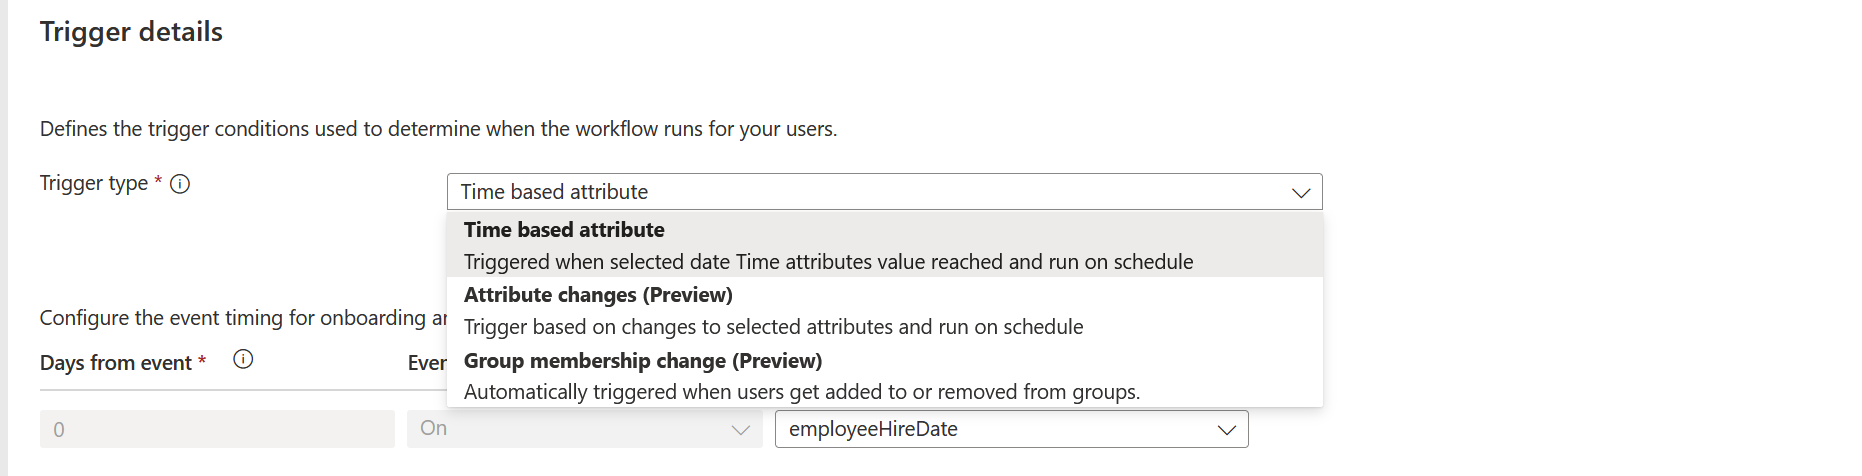 Trigger details
Defines the trigger conditions used to determine when the workflow runs for your users.
Trigger type *
Time based attribute
Time based attribute
Triggered when selected date Time attributes value reached and run on schedule
Attribute changes (Preview)
Trigger based on changes to selected attributes and run on schedule
Group membership change (Preview)
Automatically triggered when users get added to or removed from groups.
Configure the event timing for onboarding
Days from event *
0
On
employeeHireDate